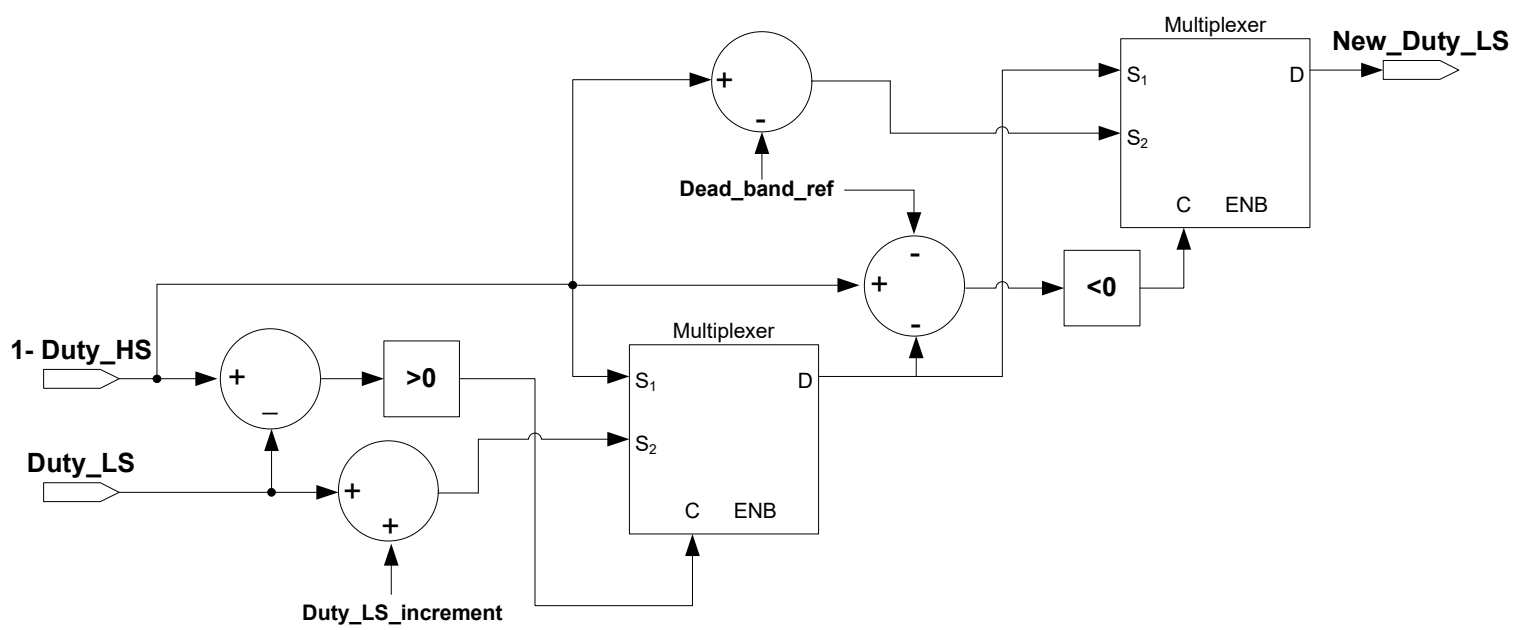 Multiplexer
New_Duty_LS
S1
D
+
-
S2
Dead_band_ref
C ENB
-
+
<0
-
Multiplexer
1- Duty_HS
+
>0
S1
D
–
S2
Duty_LS
+
+
C ENB
Duty_LS_increment